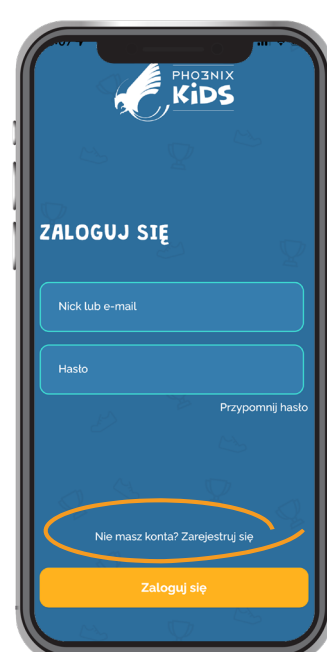 PHO3NIX
KiDS
ZALOGUJ SIĘ
Nick lub e-mail
Hasło
Przypomnij hasło
Nie masz konta? Zarejestruj się
Zaloguj się